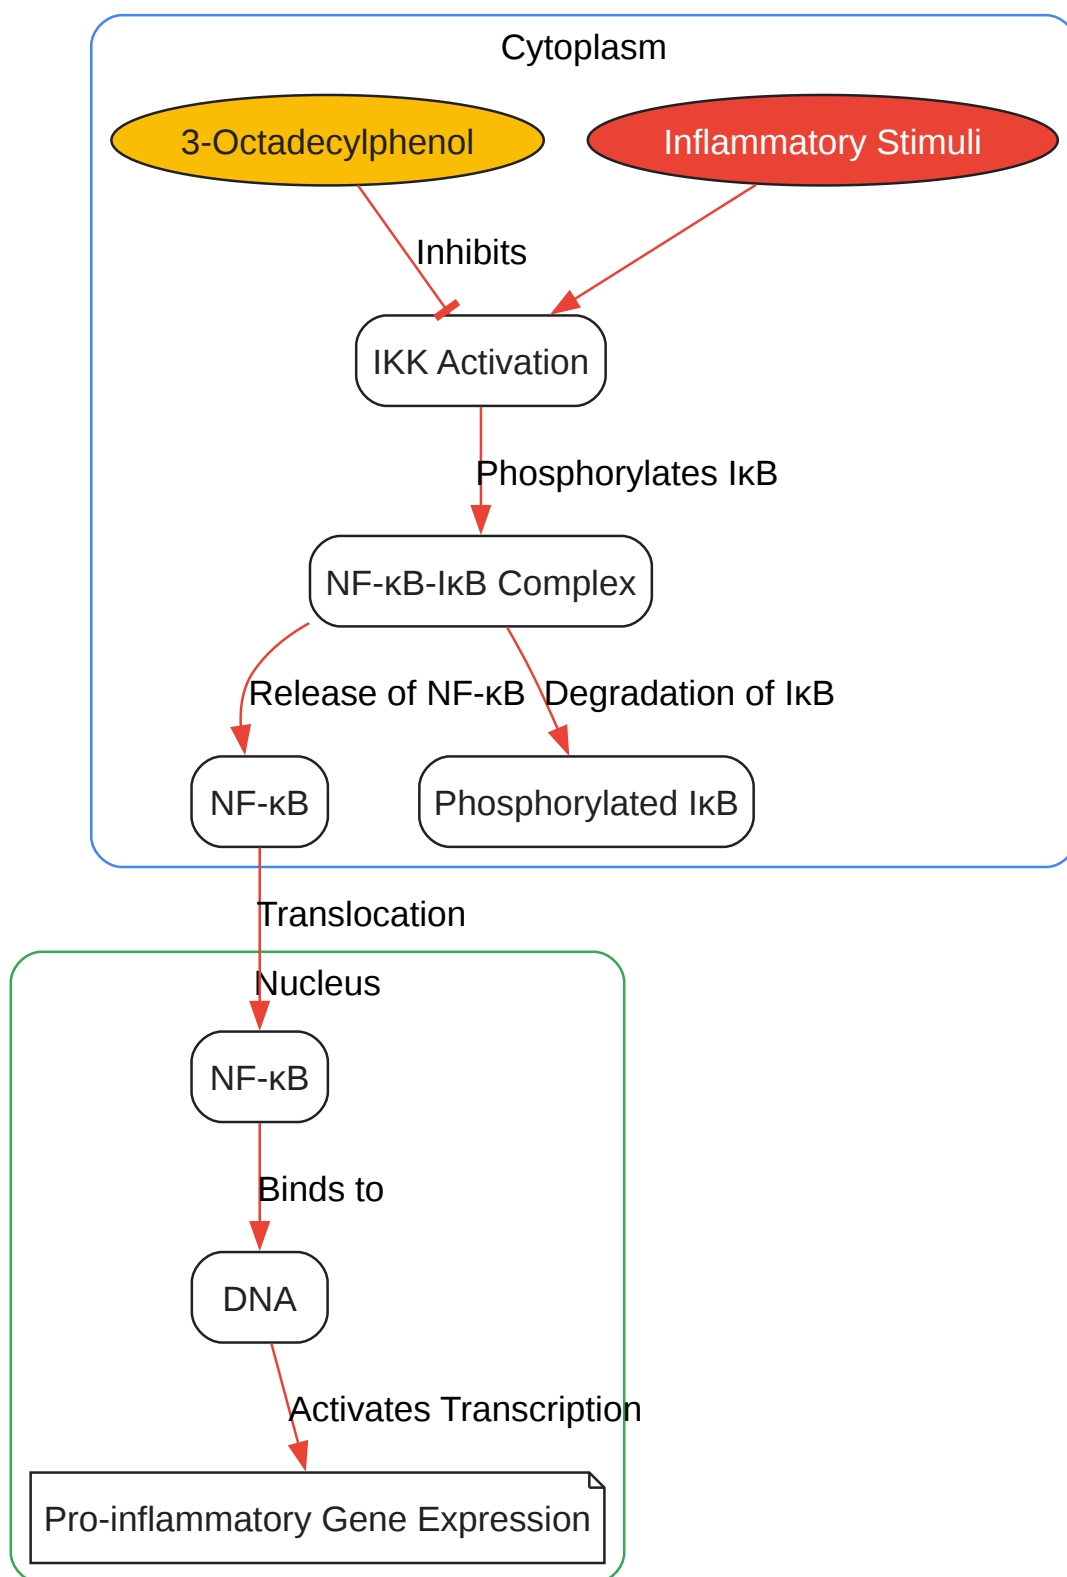 Cytoplasm
3-Octadecylphenol
Inflammatory Stimuli
Inhibits
IKK Activation
Phosphorylates IκB
NF-κB-IκB Complex
Release of NF-κB
Degradation of IκB
NF-κB
Phosphorylated IκB
Translocation
Nucleus
NF-κB
Binds to
DNA
Activates Transcription
Pro-inflammatory Gene Expression